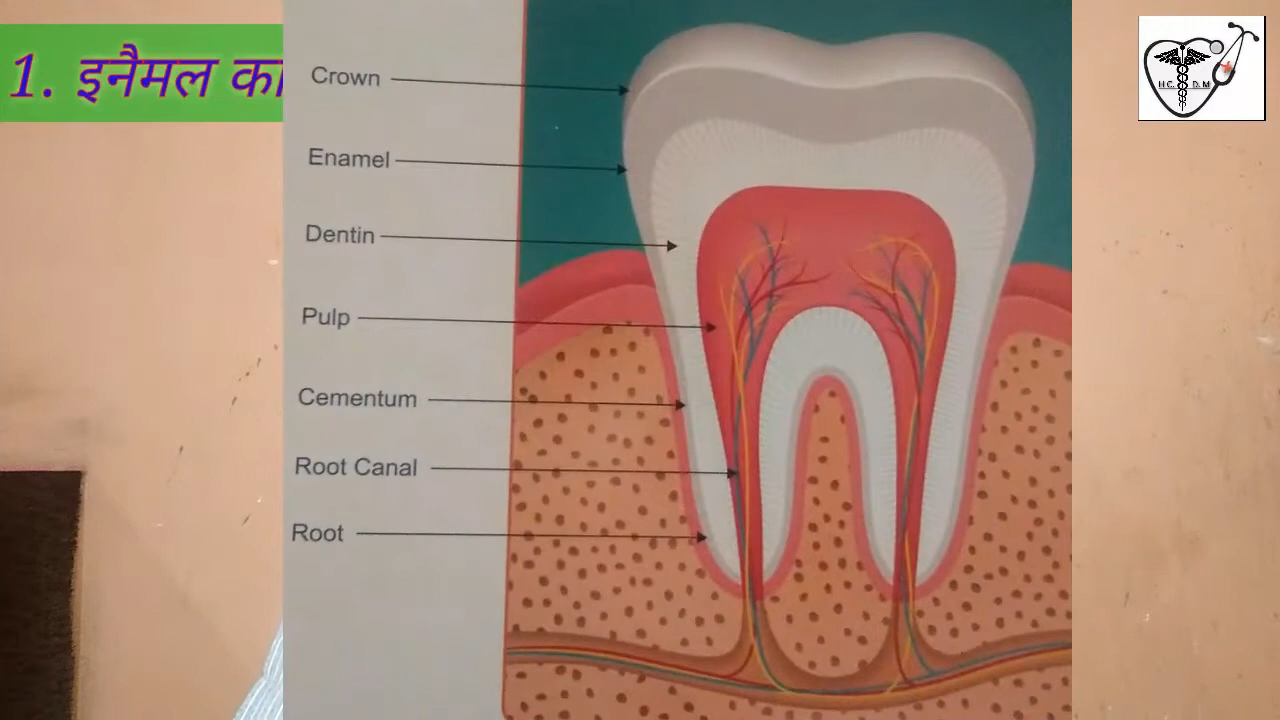 1. इनैमल का
H.C. D.M
Crown
Enamel
Dentin
Pulp
Cementum
Root Canal
Root